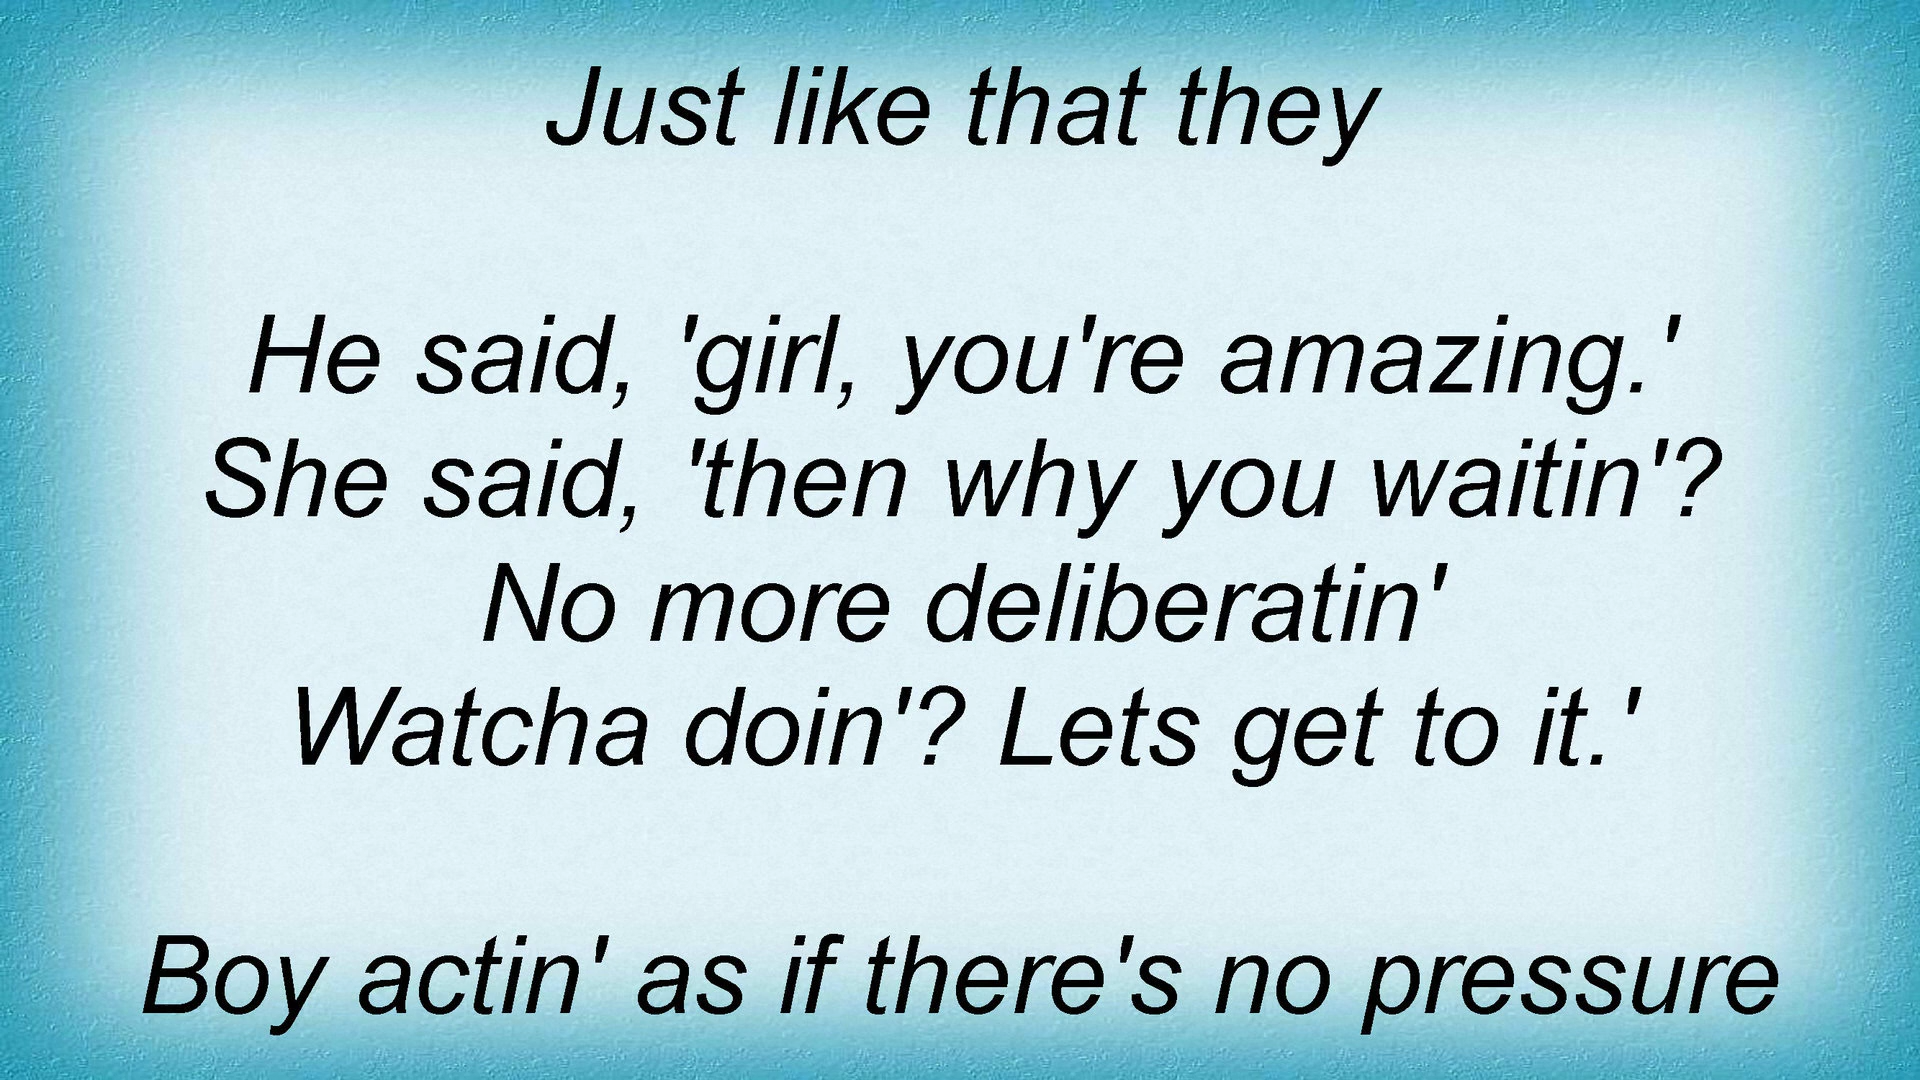 Just like that they
He said, 'girl, you're amazing.'
She said, 'then why you waitin'?
No more deliberatin'
Watcha doin'? Lets get to it.'
Boy actin' as if there's no pressure